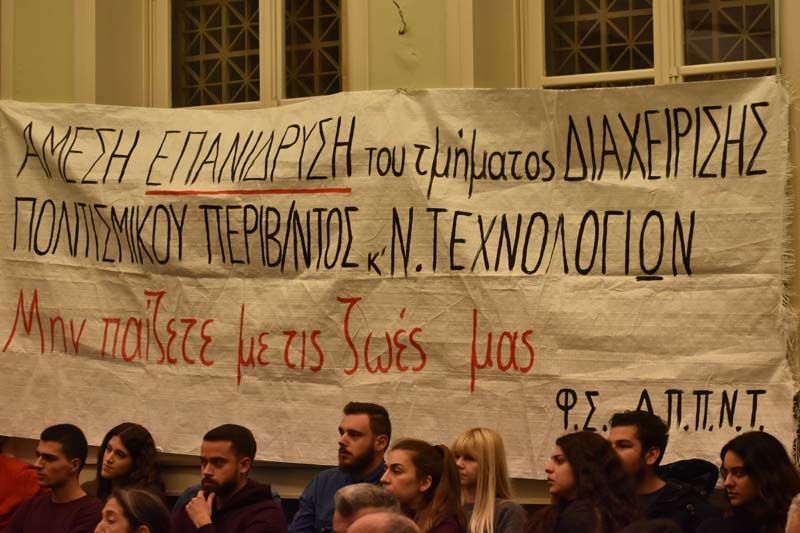 ΑΜΕΣΗ ΕΠΑΝΙΔΡΥΣΗ του τμήματος ΔΙΑΧΕΙΡΙΣΗΣ
ΠΟΛΙΤΙΣΜΙΚΟΥ ΠΕΡΙΒ/ΝΤΟΣ κ' Ν. ΤΕΧΝΟΛΟΓΙΩΝ
Μην παίζετε με τις ζωές μας
Φ.Σ. Δ.Π.Π.Ν.Τ.